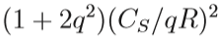 (1 + 2q²)(C_S/qR)²